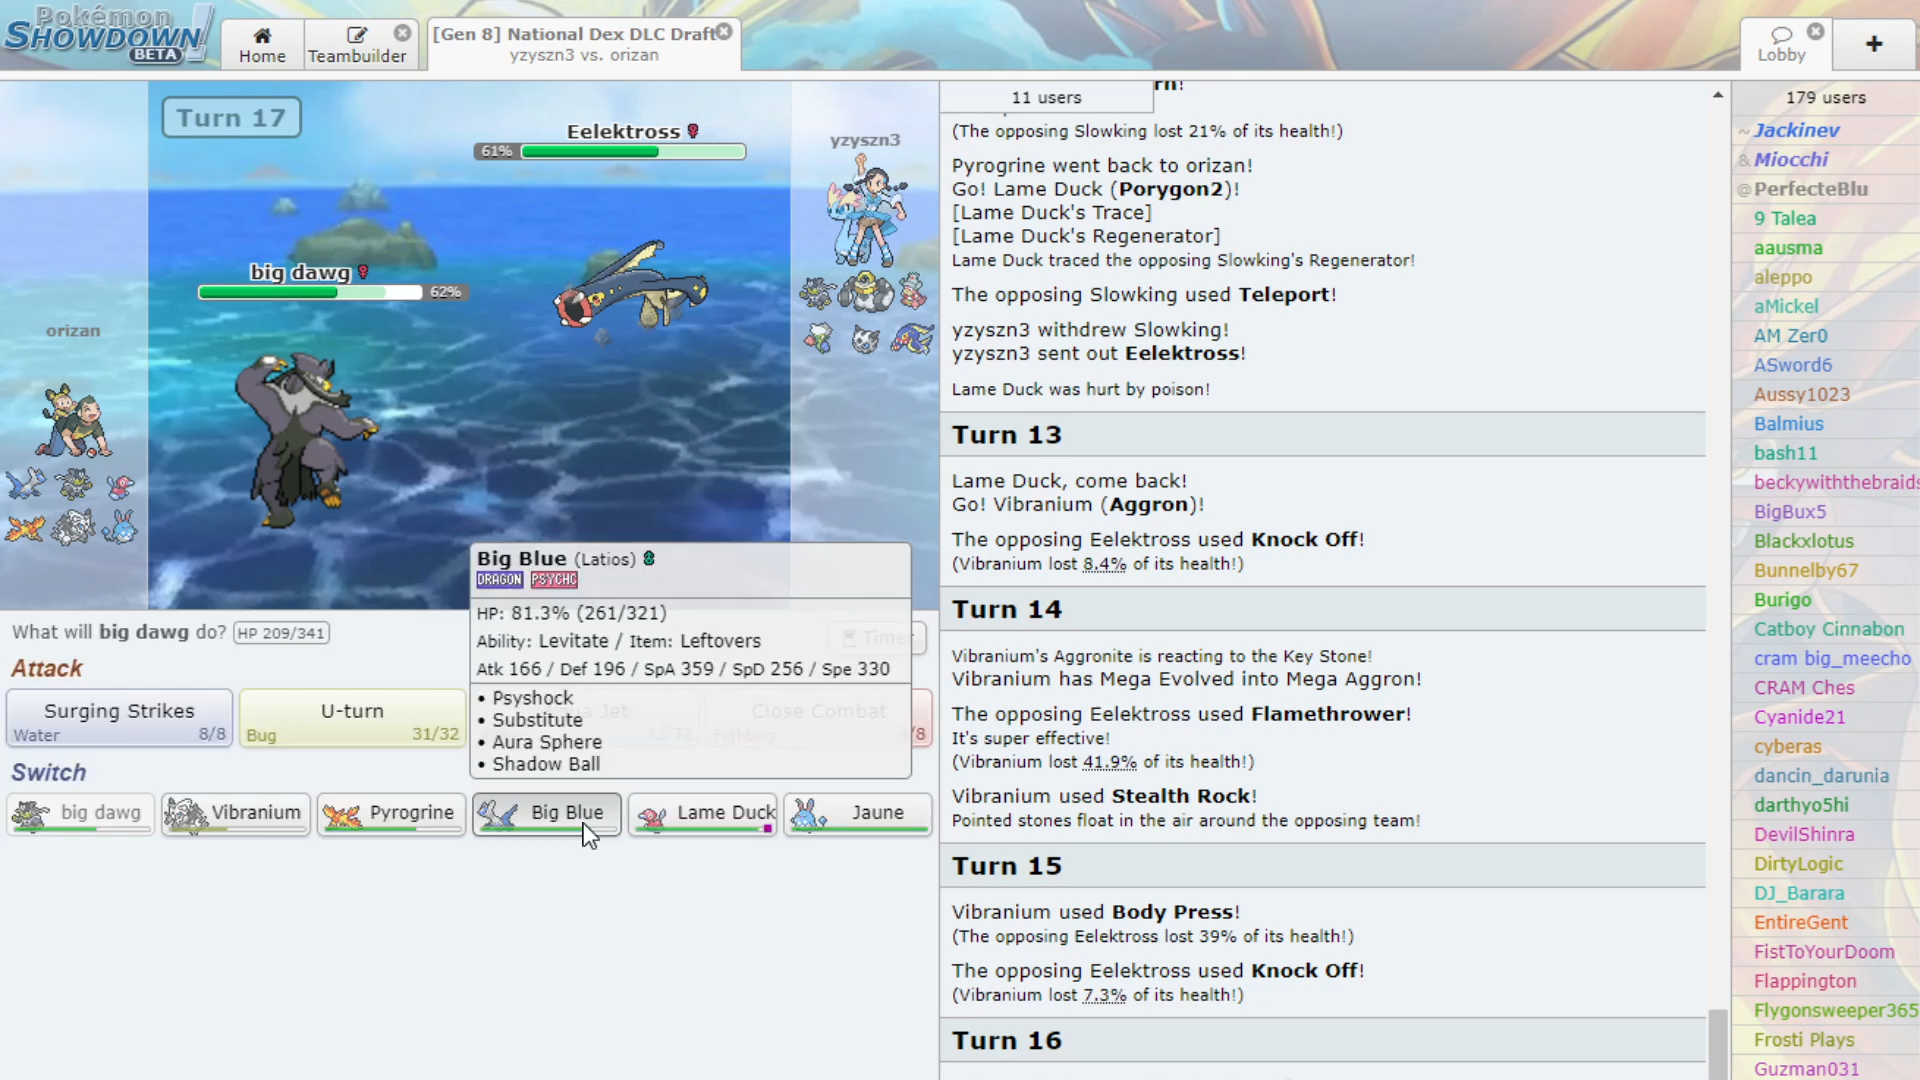 Pokémon
SHOWDOWN!
BETA
Home
Teambuilder
[Gen 8] National Dex DLC Draft
yzyszn3 vs. orizan
Lobby
+
Turn 17
Eelektross
61%
big dawg
62%
orizan
yzyszn3
Big Blue (Latios)
DRAGON PSYCHC
HP: 81.3% (261/321)
Ability: Levitate / Item: Leftovers
Atk 166 / Def 196 / SpA 359 / SpD 256 / Spe 330
• Psyshock
• Substitute
• Aura Sphere
• Shadow Ball
What will big dawg do? HP 209/341
Timer
Attack
Surging Strikes
Water 8/8
U-turn
Bug 31/32
Jet
Close Combat
Fighting /8
Switch
big dawg
Vibranium
Pyrogrine
Big Blue
Lame Duck
Jaune
11 users
rn!
(The opposing Slowking lost 21% of its health!)
Pyrogrine went back to orizan!
Go! Lame Duck (Porygon2)!
[Lame Duck's Trace]
[Lame Duck's Regenerator]
Lame Duck traced the opposing Slowking's Regenerator!
The opposing Slowking used Teleport!
yzyszn3 withdrew Slowking!
yzyszn3 sent out Eelektross!
Lame Duck was hurt by poison!
Turn 13
Lame Duck, come back!
Go! Vibranium (Aggron)!
The opposing Eelektross used Knock Off!
(Vibranium lost 8.4% of its health!)
Turn 14
Vibranium's Aggronite is reacting to the Key Stone!
Vibranium has Mega Evolved into Mega Aggron!
The opposing Eelektross used Flamethrower!
It's super effective!
(Vibranium lost 41.9% of its health!)
Vibranium used Stealth Rock!
Pointed stones float in the air around the opposing team!
Turn 15
Vibranium used Body Press!
(The opposing Eelektross lost 39% of its health!)
The opposing Eelektross used Knock Off!
(Vibranium lost 7.3% of its health!)
Turn 16
179 users
~Jackinev
&Miocchi
@PerfecteBlu
9 Talea
aausma
aleppo
aMickel
AM Zer0
ASword6
Aussy1023
Balmius
bash11
beckywiththebraids
BigBux5
Blackxlotus
Bunnelby67
Burigo
Catboy Cinnabon
cram big_meecho
CRAM Ches
Cyanide21
cyberas
dancin_darunia
darthyo5hi
DevilShinra
DirtyLogic
DJ_Barara
EntireGent
FistToYourDoom
Flappington
Flygonsweeper365
Frosti Plays
Guzman031